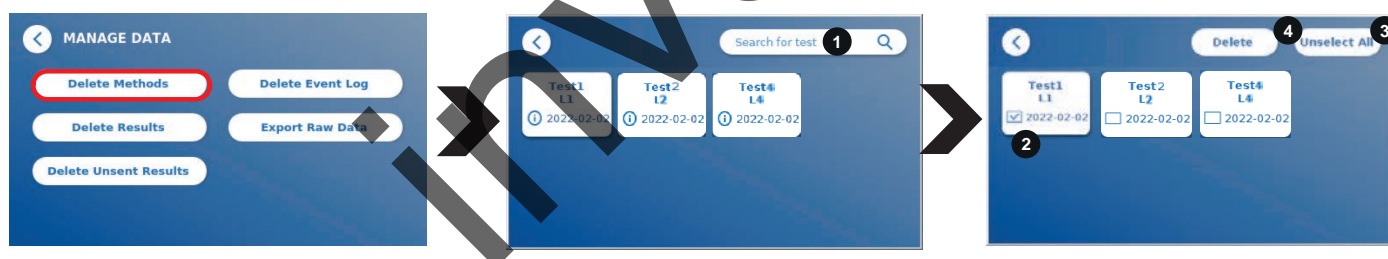 MANAGE DATA
Delete Methods
Delete Event Log
Delete Results
Export Raw Data
Delete Unsent Results
Search for test 1
Test1
L1
2022-02-02
Test2
L2
2022-02-02
Test4
L4
2022-02-02
Delete 4
Unselect All 3
Test1
L1
2022-02-02
2
Test2
L2
2022-02-02
Test4
L4
2022-02-02